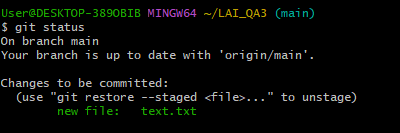 User@DESKTOP-389OBIB MINGW64 ~/LAI_QA3 (main)
$ git status
On branch main
Your branch is up to date with 'origin/main'.

Changes to be committed:
  (use "git restore --staged <file>..." to unstage)
        new file:   text.txt